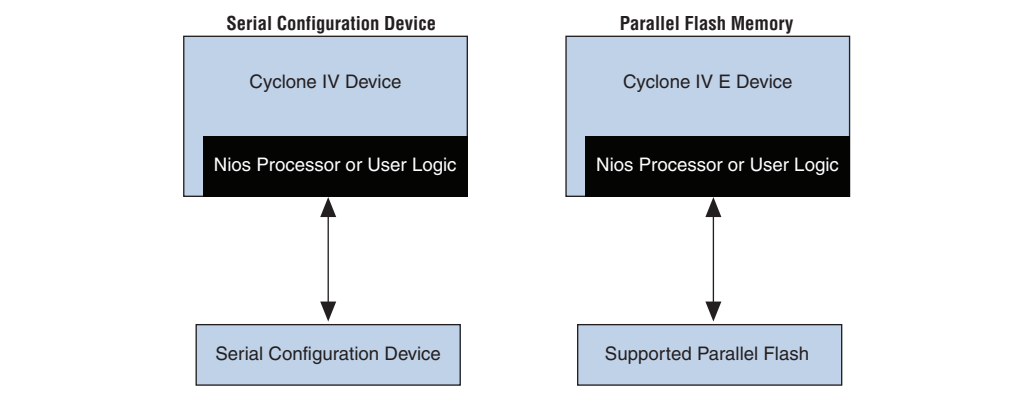 Serial Configuration Device
Cyclone IV Device
Nios Processor or User Logic
Serial Configuration Device
Parallel Flash Memory
Cyclone IV E Device
Nios Processor or User Logic
Supported Parallel Flash